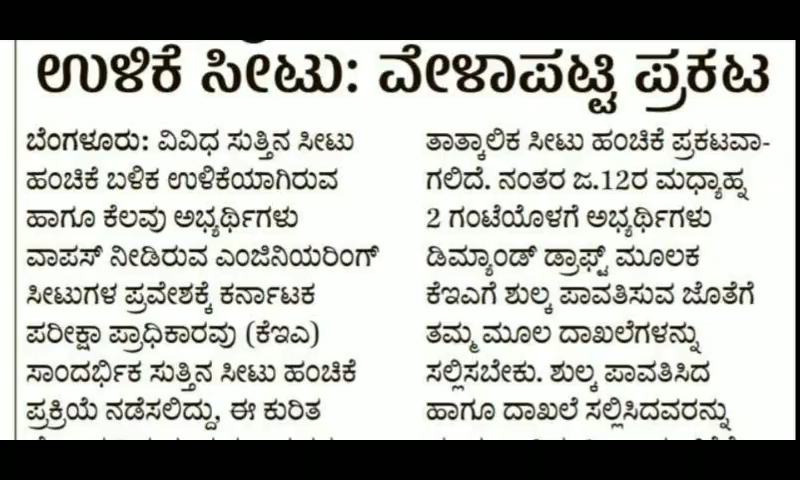 ಉಳಿಕೆ ಸೀಟು: ವೇಳಾಪಟ್ಟಿ ಪ್ರಕಟ
ಬೆಂಗಳೂರು: ವಿವಿಧ ಸುತ್ತಿನ ಸೀಟು
ಹಂಚಿಕೆ ಬಳಿಕ ಉಳಿಕೆಯಾಗಿರುವ
ಹಾಗೂ ಕೆಲವು ಅಭ್ಯರ್ಥಿಗಳು
ವಾಪಸ್ ನೀಡಿರುವ ಎಂಜಿನಿಯರಿಂಗ್
ಸೀಟುಗಳ ಪ್ರವೇಶಕ್ಕೆ ಕರ್ನಾಟಕ
ಪರೀಕ್ಷಾ ಪ್ರಾಧಿಕಾರವು (ಕೆಇಎ)
ಸಾಂದರ್ಭಿಕ ಸುತ್ತಿನ ಸೀಟು ಹಂಚಿಕೆ
ಪ್ರಕ್ರಿಯೆ ನಡೆಸಲಿದ್ದು, ಈ ಕುರಿತ
ತಾತ್ಕಾಲಿಕ ಸೀಟು ಹಂಚಿಕೆ ಪ್ರಕಟವಾ-
ಗಲಿದೆ. ನಂತರ ಜ.12ರ ಮಧ್ಯಾಹ್ನ
2 ಗಂಟೆಯೊಳಗೆ ಅಭ್ಯರ್ಥಿಗಳು
ಡಿಮ್ಯಾಂಡ್ ಡ್ರಾಫ್ಟ್ ಮೂಲಕ
ಕೆಇಎಗೆ ಶುಲ್ಕ ಪಾವತಿಸುವ ಜೊತೆಗೆ
ತಮ್ಮ ಮೂಲ ದಾಖಲೆಗಳನ್ನು
ಸಲ್ಲಿಸಬೇಕು. ಶುಲ್ಕ ಪಾವತಿಸಿದ
ಹಾಗೂ ದಾಖಲೆ ಸಲ್ಲಿಸಿದವರನ್ನು